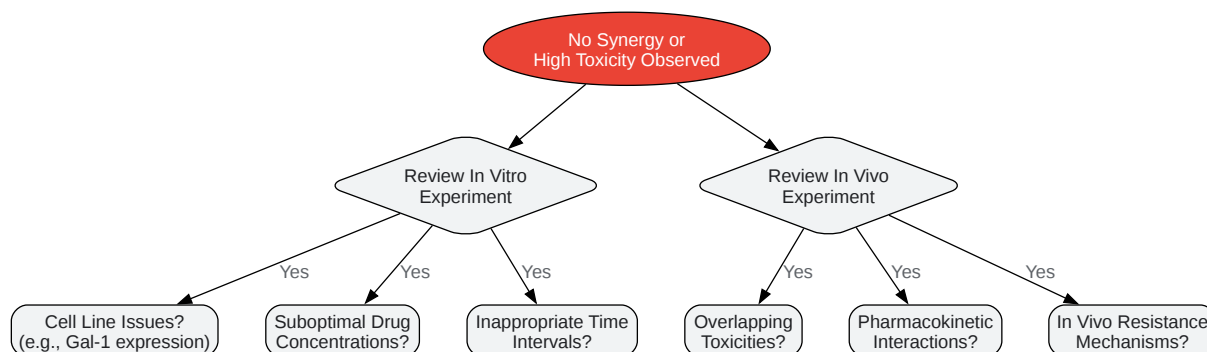 No Synergy or
High Toxicity Observed
Review In Vitro
Experiment
Review In Vivo
Experiment
Yes
Yes
Yes
Yes
Yes
Yes
Cell Line Issues?
(e.g., Gal-1 expression)
Suboptimal Drug
Concentrations?
Inappropriate Time
Intervals?
Overlapping
Toxicities?
Pharmacokinetic
Interactions?
In Vivo Resistance
Mechanisms?